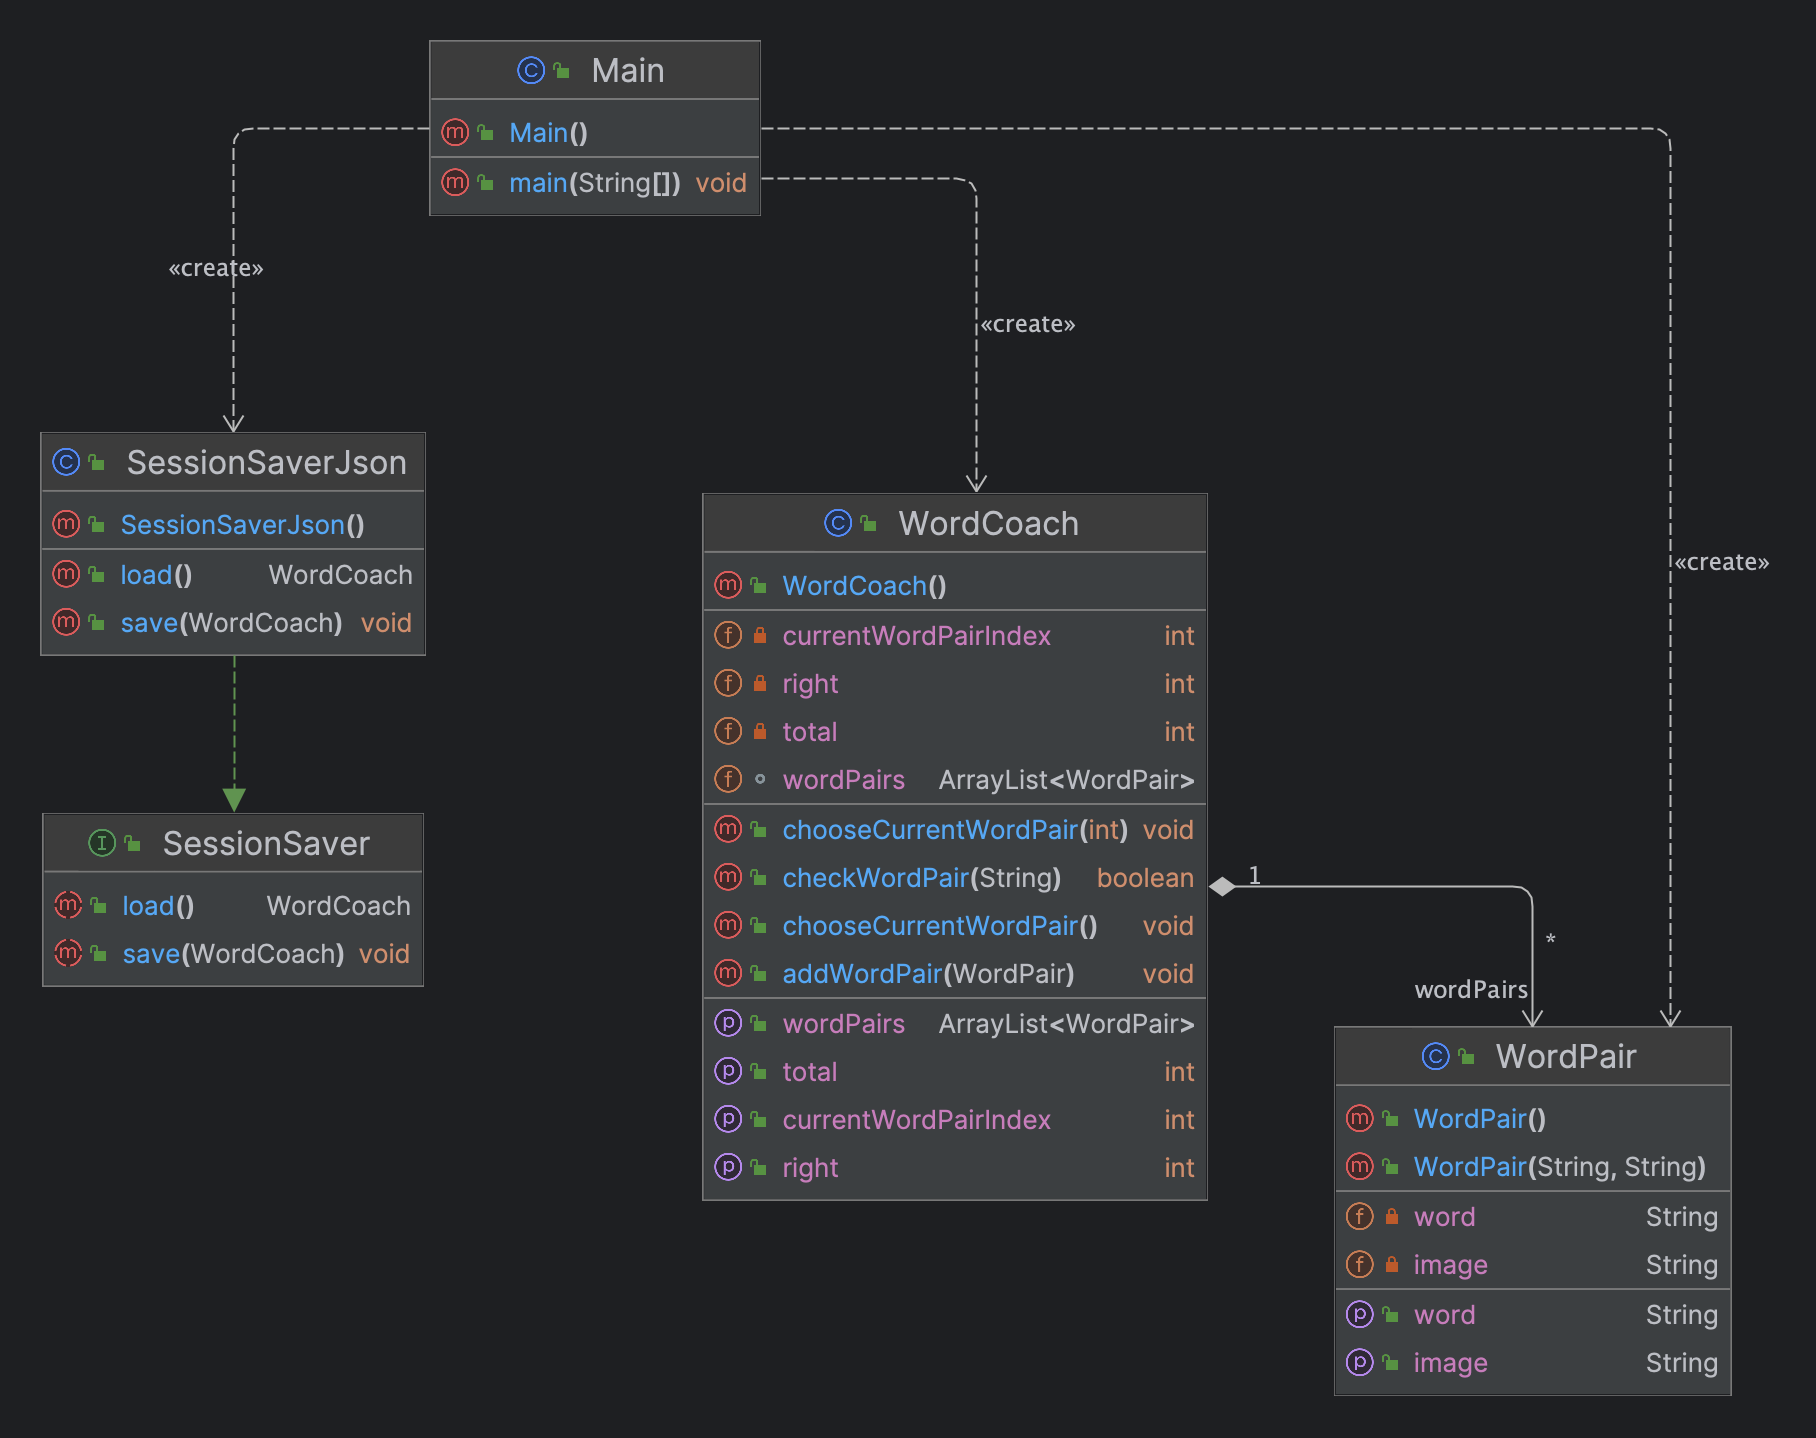 Main
Main()
main(String[]) void
«create»
«create»
«create»
SessionSaverJson
SessionSaverJson()
load() WordCoach
save(WordCoach) void
SessionSaver
load() WordCoach
save(WordCoach) void
WordCoach
WordCoach()
currentWordPairIndex int
right int
total int
wordPairs ArrayList<WordPair>
chooseCurrentWordPair(int) void
checkWordPair(String) boolean
chooseCurrentWordPair() void
addWordPair(WordPair) void
wordPairs ArrayList<WordPair>
total int
currentWordPairIndex int
right int
1
*
wordPairs
WordPair
WordPair()
WordPair(String, String)
word String
image String
word String
image String